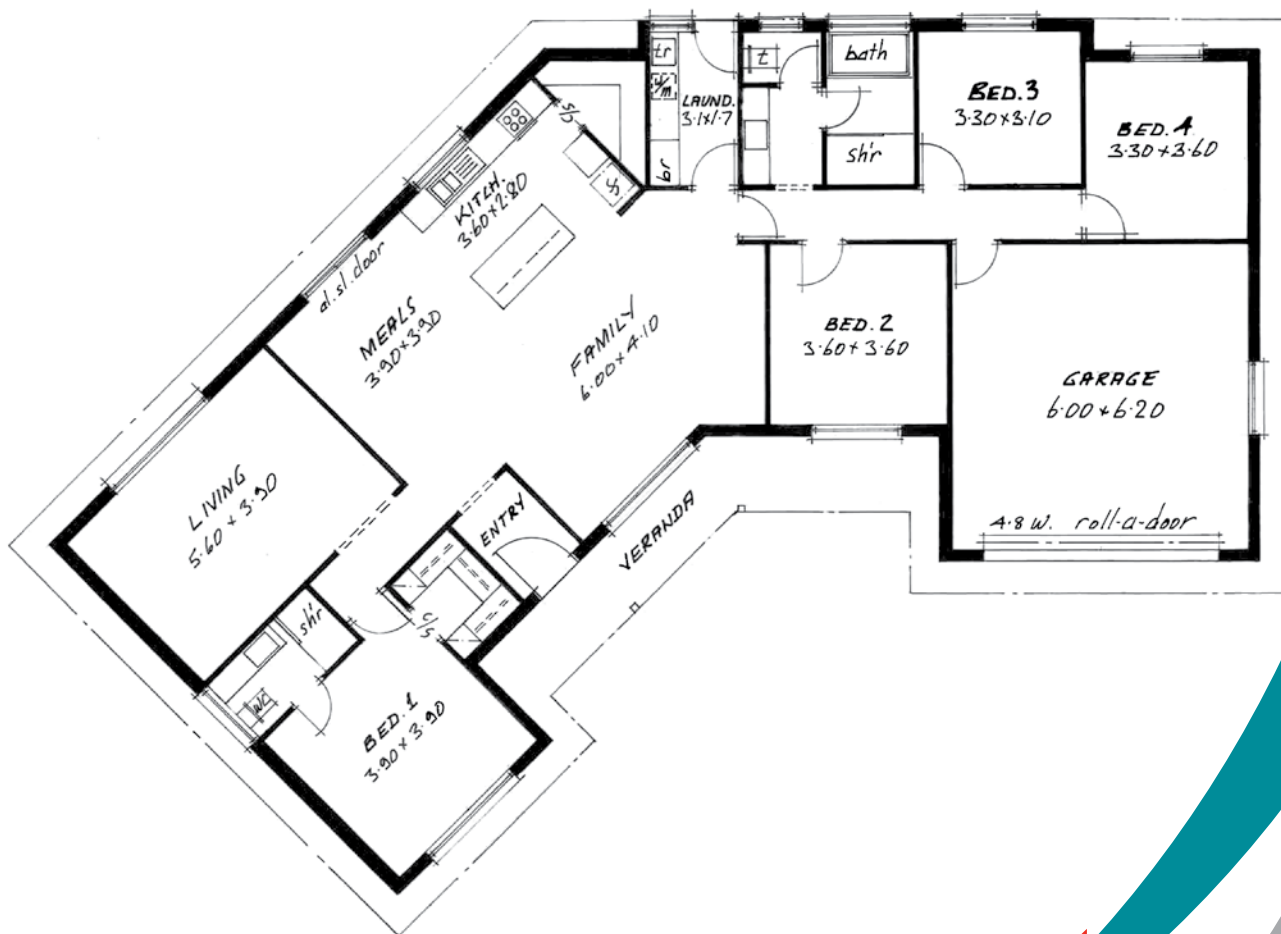 tr
w/m
LAUND.
3·1x1·7
br
t
bath
sh'r
BED. 3
3·30×3·10
BED. 4
3·30×3·60
c/s
KITCH.
3·60×2·80
al. sl. door
MEALS
3·90×3·90
FAMILY
6·00×4·10
BED. 2
3·60×3·60
GARAGE
6·00×6·20
4·8 W. roll-a-door
LIVING
5·60×3·90
ENTRY
VERANDA
sh'r
c/s
WC
BED. 1
3·90×3·90